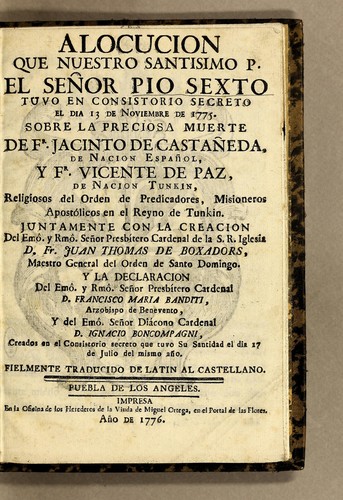 ALOCUCION
QUE NUESTRO SANTISIMO P.
EL SEÑOR PIO SEXTO
TUVO EN CONSISTORIO SECRETO
EL DIA 13 DE NOVIEMBRE DE 1775.
SOBRE LA PRECIOSA MUERTE
DE Fʀ. JACINTO DE CASTAÑEDA,
DE NACION ESPAÑOL,
Y Fʀ. VICENTE DE PAZ,
DE NACION TUNKIN,
Religiosos del Orden de Predicadores, Misioneros
Apostólicos en el Reyno de Tunkin.
JUNTAMENTE CON LA CREACION
Del Emô. y Rmô. Señor Presbítero Cardenal de la S. R. Iglesia
D. Fr. JUAN THOMAS DE BOXADORS,
Maestro General del Orden de Santo Domingo.
Y LA DECLARACION
Del Emô. y Rmô. Señor Presbítero Cardenal
D. FRANCISCO MARIA BANDITI,
Arzobispo de Benevento,
Y del Emô. Señor Diácono Cardenal
D. IGNACIO BONCOMPAGNI,
Creados en el Consistorio secreto que tuvo Su Santidad el dia 17
de Julio del mismo año.
FIELMENTE TRADUCIDO DE LATIN AL CASTELLANO.
PUEBLA DE LOS ANGELES.
IMPRESA
En la Oficina de los Herederos de la Viuda de Miguel Ortega, en el Portal de las Flores.
Año DE 1776.